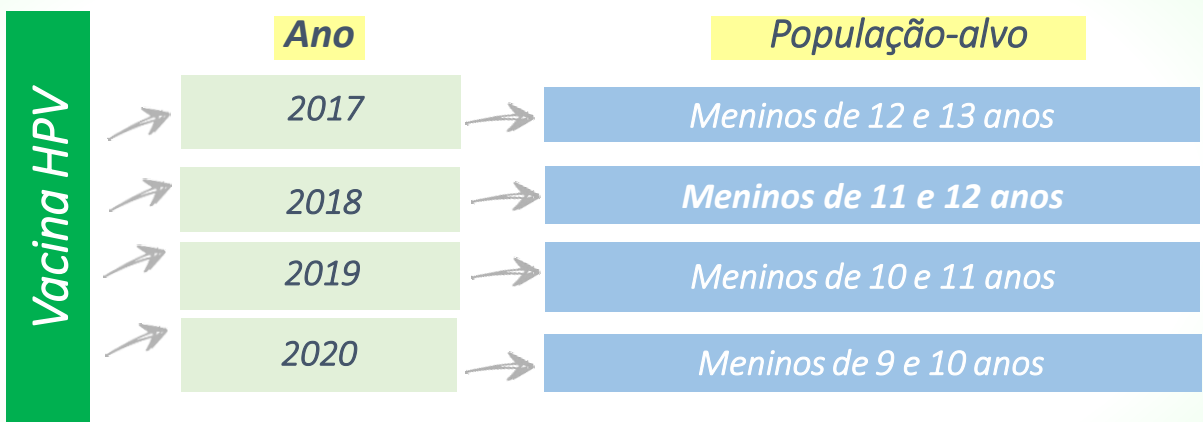 Vacina HPV
Ano
População-alvo
2017
Meninos de 12 e 13 anos
2018
Meninos de 11 e 12 anos
2019
Meninos de 10 e 11 anos
2020
Meninos de 9 e 10 anos